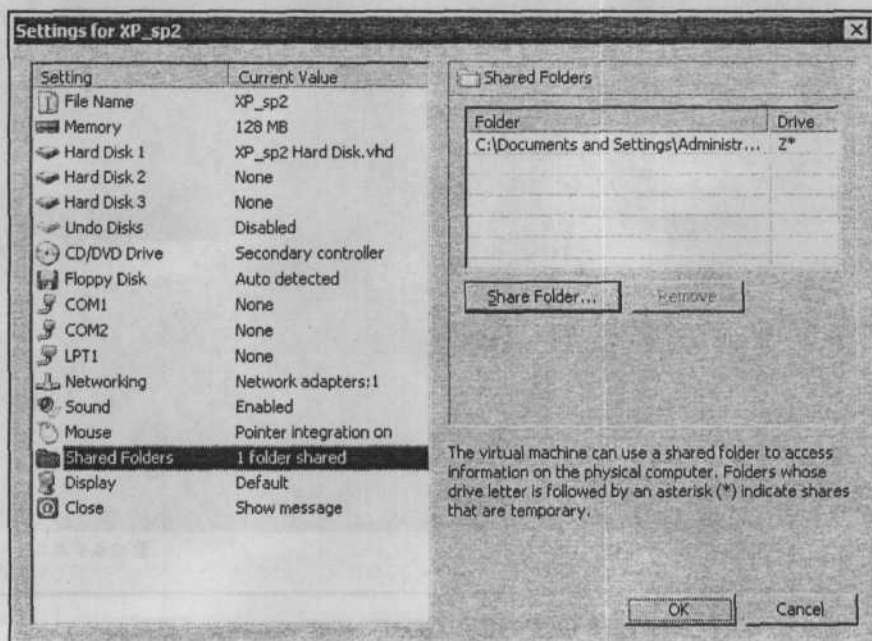 Settings for XP_sp2
Setting Current Value
File Name XP_sp2
Memory 128 MB
Hard Disk 1 XP_sp2 Hard Disk.vhd
Hard Disk 2 None
Hard Disk 3 None
Undo Disks Disabled
CD/DVD Drive Secondary controller
Floppy Disk Auto detected
COM1 None
COM2 None
LPT1 None
Networking Network adapters:1
Sound Enabled
Mouse Pointer integration on
Shared Folders 1 folder shared
Display Default
Close Show message
Shared Folders
Folder Drive
C:\Documents and Settings\Administr... Z*
Share Folder... Remove
The virtual machine can use a shared folder to access
information on the physical computer. Folders whose
drive letter is followed by an asterisk (*) indicate shares
that are temporary.
OK Cancel